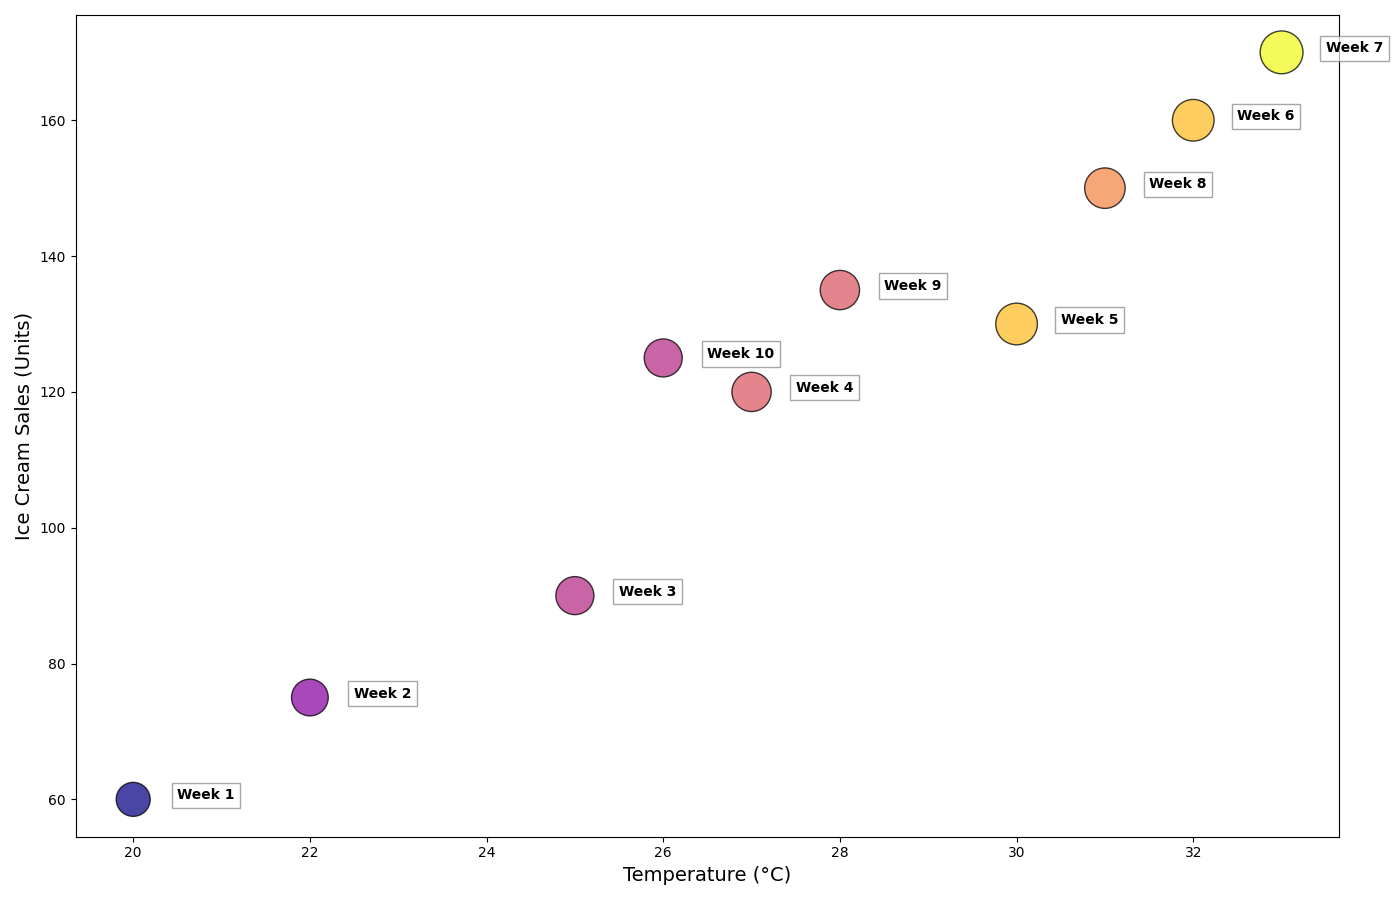 Week 7
160
Week 6
Week 8
140
Week 9
Week 5
Week 10
120
Week 4
Ice Cream Sales (Units)
100
Week 3
80
Week 2
60
Week 1
20
22
24
26
28
30
32
Temperature (°C)